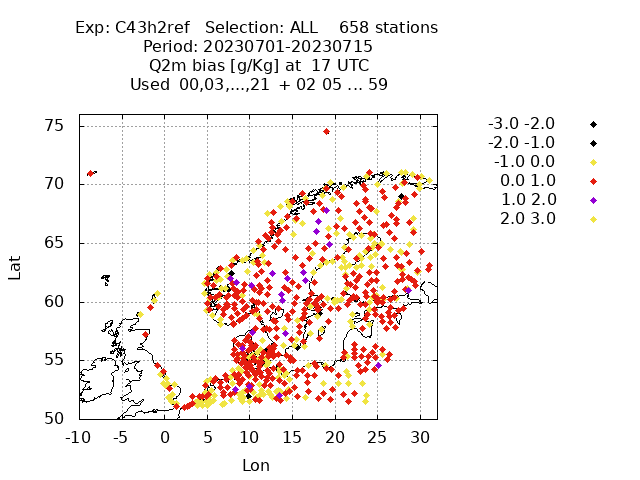 Exp: C43h2ref Selection: ALL 658 stations
Period: 20230701-20230715
Q2m bias [g/Kg] at 17 UTC
Used 00,03,...,21 + 02 05 ... 59
75
70
65
60
55
50
Lat
-10 -5 0 5 10 15 20 25 30
Lon
-3.0 -2.0
-2.0 -1.0
-1.0 0.0
0.0 1.0
1.0 2.0
2.0 3.0